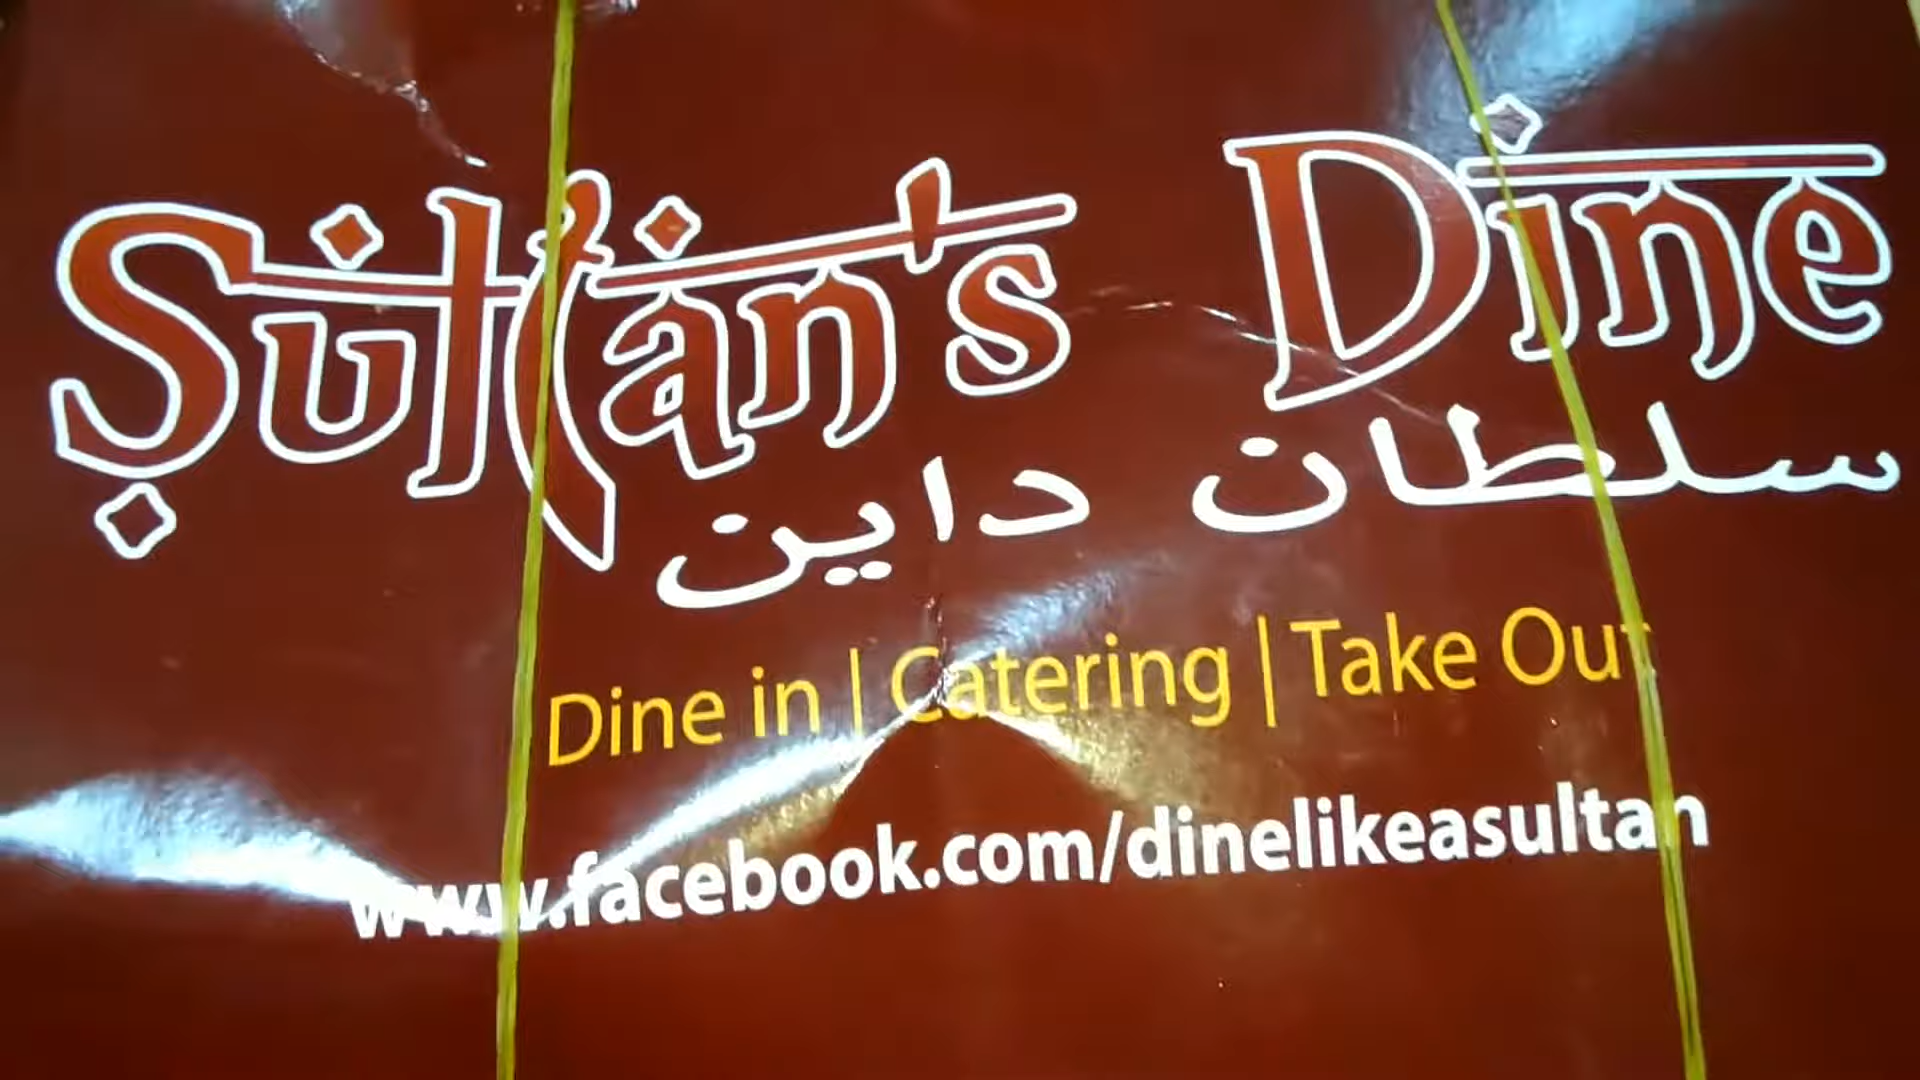 Sultan's Dine
سلطان داين
Dine in | Catering | Take Out
www.facebook.com/dinelikeasultan